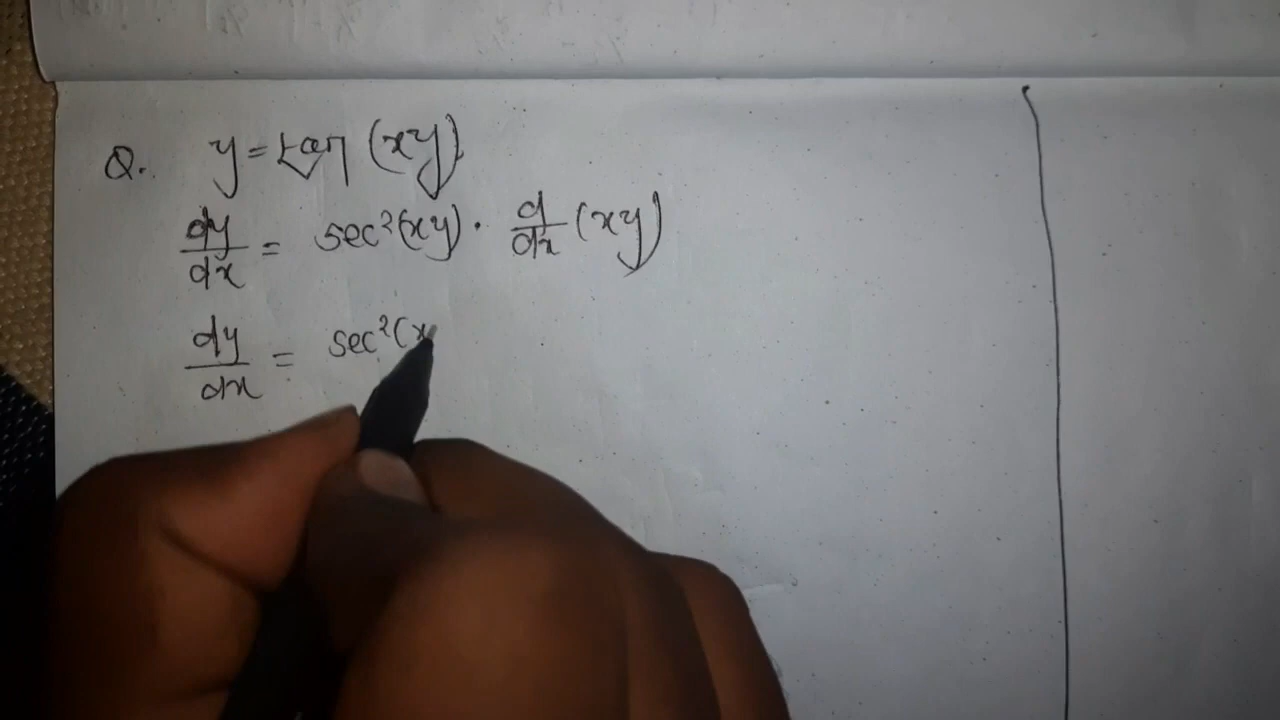 Q. y = tan (xy)
dy/dx = sec²(xy) · d/dx (xy)
dy/dx = sec²(x